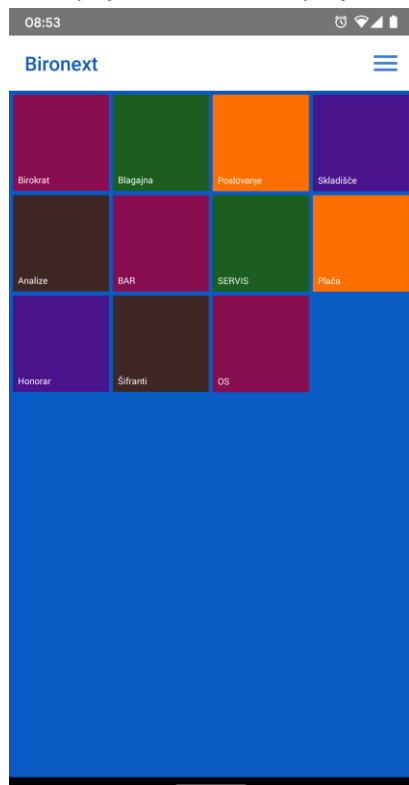 08:53
Bironext
Birokrat Blagajna Poslovanje Skladišče
Analize BAR SERVIS Plača
Honorar Šifranti OS